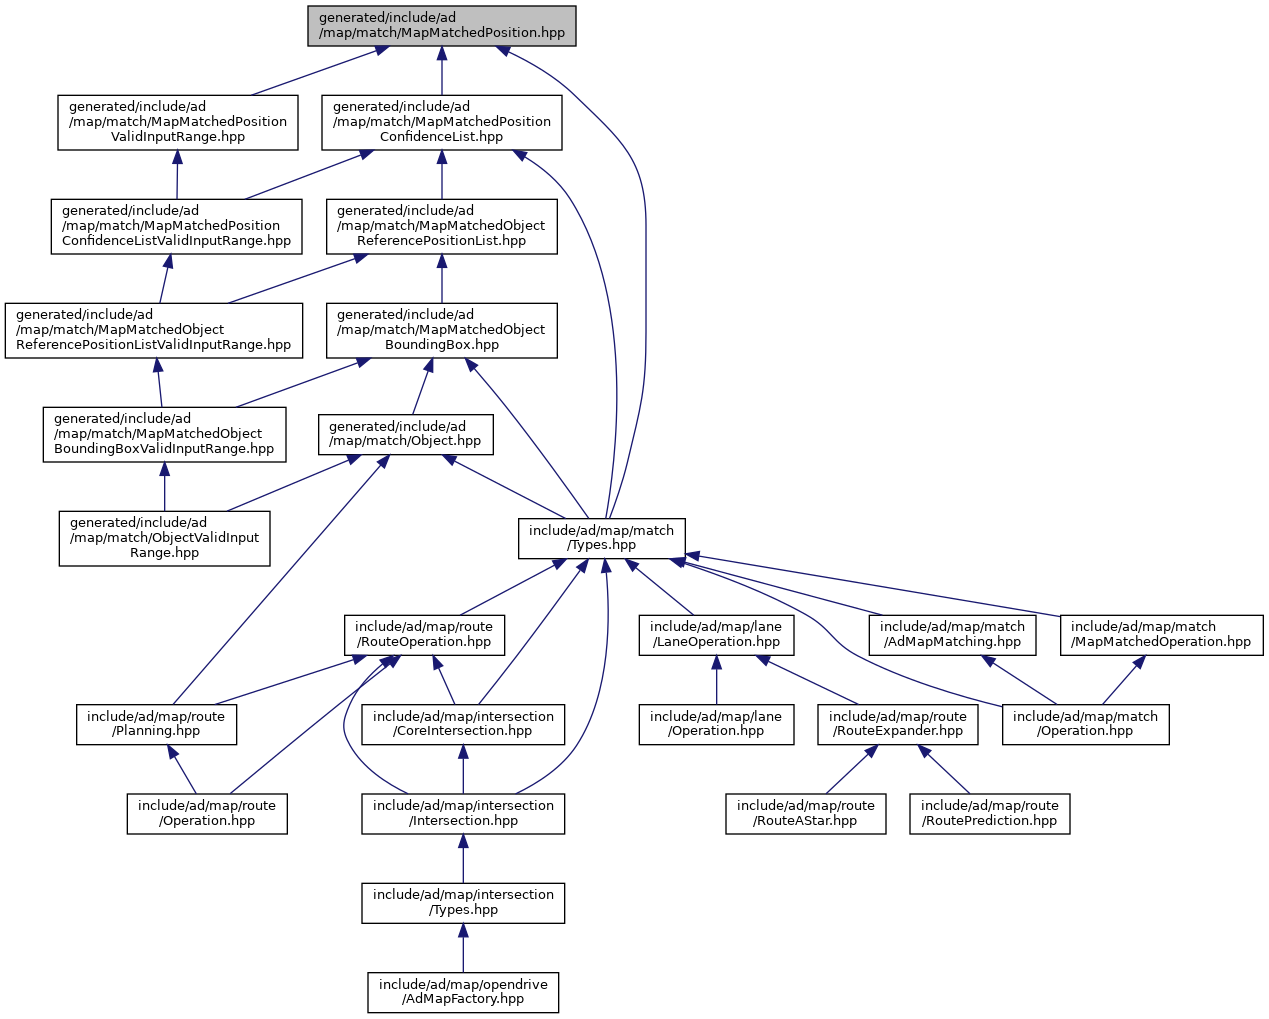 generated/include/ad
/map/match/MapMatchedPosition.hpp
generated/include/ad
/map/match/MapMatchedPosition
ValidInputRange.hpp
generated/include/ad
/map/match/MapMatchedPosition
ConfidenceList.hpp
generated/include/ad
/map/match/MapMatchedPosition
ConfidenceListValidInputRange.hpp
generated/include/ad
/map/match/MapMatchedObject
ReferencePositionList.hpp
generated/include/ad
/map/match/MapMatchedObject
ReferencePositionListValidInputRange.hpp
generated/include/ad
/map/match/MapMatchedObject
BoundingBox.hpp
generated/include/ad
/map/match/MapMatchedObject
BoundingBoxValidInputRange.hpp
generated/include/ad
/map/match/Object.hpp
generated/include/ad
/map/match/ObjectValidInput
Range.hpp
include/ad/map/match
/Types.hpp
include/ad/map/route
/RouteOperation.hpp
include/ad/map/lane
/LaneOperation.hpp
include/ad/map/match
/AdMapMatching.hpp
include/ad/map/match
/MapMatchedOperation.hpp
include/ad/map/route
/Planning.hpp
include/ad/map/intersection
/CoreIntersection.hpp
include/ad/map/lane
/Operation.hpp
include/ad/map/route
/RouteExpander.hpp
include/ad/map/match
/Operation.hpp
include/ad/map/route
/Operation.hpp
include/ad/map/intersection
/Intersection.hpp
include/ad/map/route
/RouteAStar.hpp
include/ad/map/route
/RoutePrediction.hpp
include/ad/map/intersection
/Types.hpp
include/ad/map/opendrive
/AdMapFactory.hpp